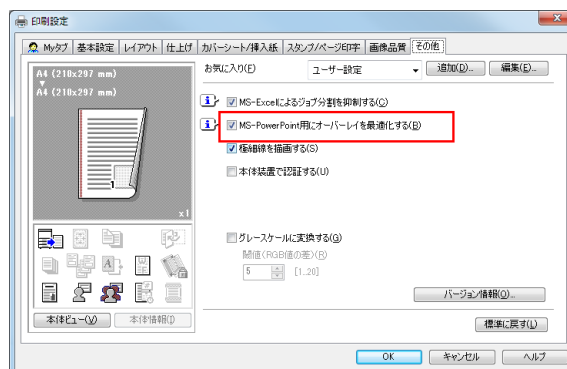 印刷設定
Myタブ 基本設定 レイアウト 仕上げ カバーシート/挿入紙 スタンプ/ページ印字 画像品質 その他
A4 (210x297 mm)
A4 (210x297 mm)
1
x1
お気に入り(F) ユーザー設定 追加(D)... 編集(E)...
MS-Excelによるジョブ分割を抑制する(C)
MS-PowerPoint用にオーバーレイを最適化する(B)
極細線を描画する(S)
本体装置で認証する(U)
グレースケールに変換する(G)
閾値(RGB値の差)(R)
5 [1..20]
バージョン情報(O)...
本体ビュー(V) 本体情報(I)
標準に戻す(L)
OK キャンセル ヘルプ